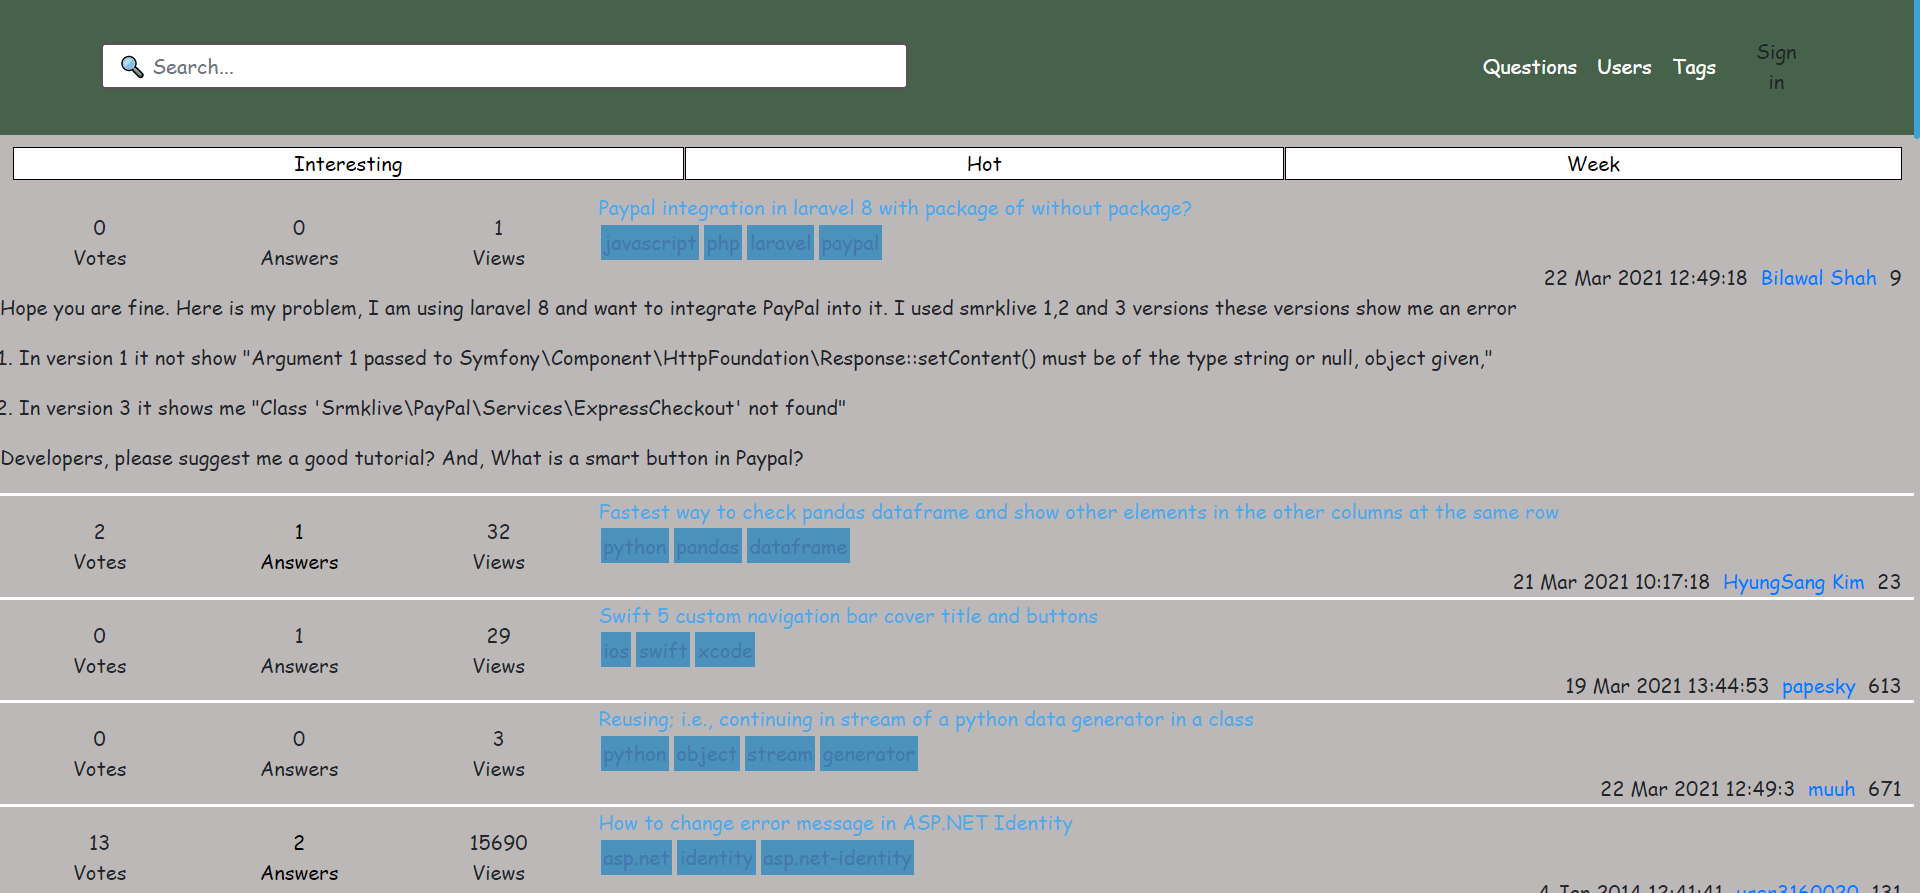 Search...
Questions Users Tags Sign in
Interesting Hot Week
0 Votes 0 Answers 1 Views
Paypal integration in laravel 8 with package of without package?
javascript php laravel paypal
22 Mar 2021 12:49:18 Bilawal Shah 9
Hope you are fine. Here is my problem, I am using laravel 8 and want to integrate PayPal into it. I used smrklive 1,2 and 3 versions these versions show me an error
1. In version 1 it not show "Argument 1 passed to Symfony\Component\HttpFoundation\Response::setContent() must be of the type string or null, object given,"
2. In version 3 it shows me "Class 'Srmklive\PayPal\Services\ExpressCheckout' not found"
Developers, please suggest me a good tutorial? And, What is a smart button in Paypal?
2 Votes 1 Answers 32 Views
Fastest way to check pandas dataframe and show other elements in the other columns at the same row
python pandas dataframe
21 Mar 2021 10:17:18 HyungSang Kim 23
0 Votes 1 Answers 29 Views
Swift 5 custom navigation bar cover title and buttons
ios swift xcode
19 Mar 2021 13:44:53 papesky 613
0 Votes 0 Answers 3 Views
Reusing; i.e., continuing in stream of a python data generator in a class
python object stream generator
22 Mar 2021 12:49:3 muuh 671
13 Votes 2 Answers 15690 Views
How to change error message in ASP.NET Identity
asp.net identity asp.net-identity
4 Jan 2014 12:41:41 user3160020 131